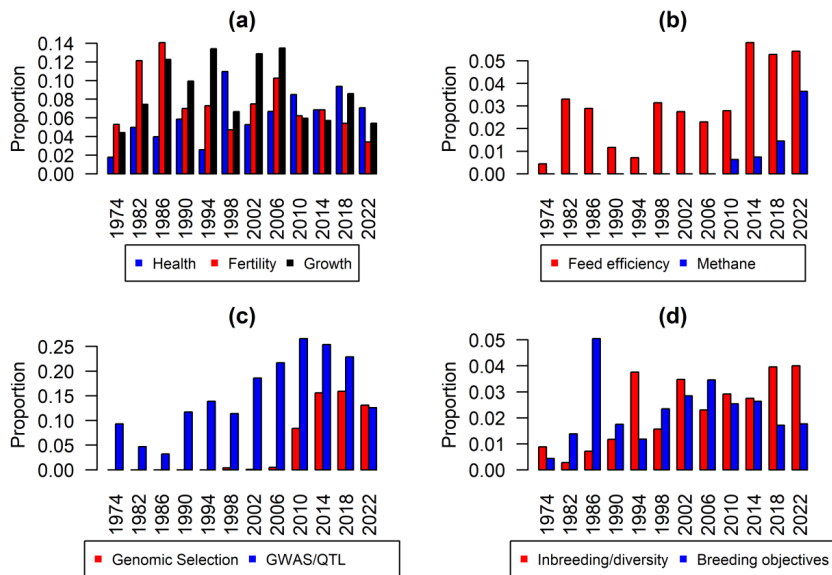 (a)
Proportion
0.14
0.12
0.10
0.08
0.06
0.04
0.02
0.00
1974 1982 1986 1990 1994 1998 2002 2006 2010 2014 2018 2022
Health Fertility Growth
(b)
Proportion
0.05
0.04
0.03
0.02
0.01
0.00
1974 1982 1986 1990 1994 1998 2002 2006 2010 2014 2018 2022
Feed efficiency Methane
(c)
Proportion
0.25
0.20
0.15
0.10
0.05
0.00
1974 1982 1986 1990 1994 1998 2002 2006 2010 2014 2018 2022
Genomic Selection GWAS/QTL
(d)
Proportion
0.05
0.04
0.03
0.02
0.01
0.00
1974 1982 1986 1990 1994 1998 2002 2006 2010 2014 2018 2022
Inbreeding/diversity Breeding objectives